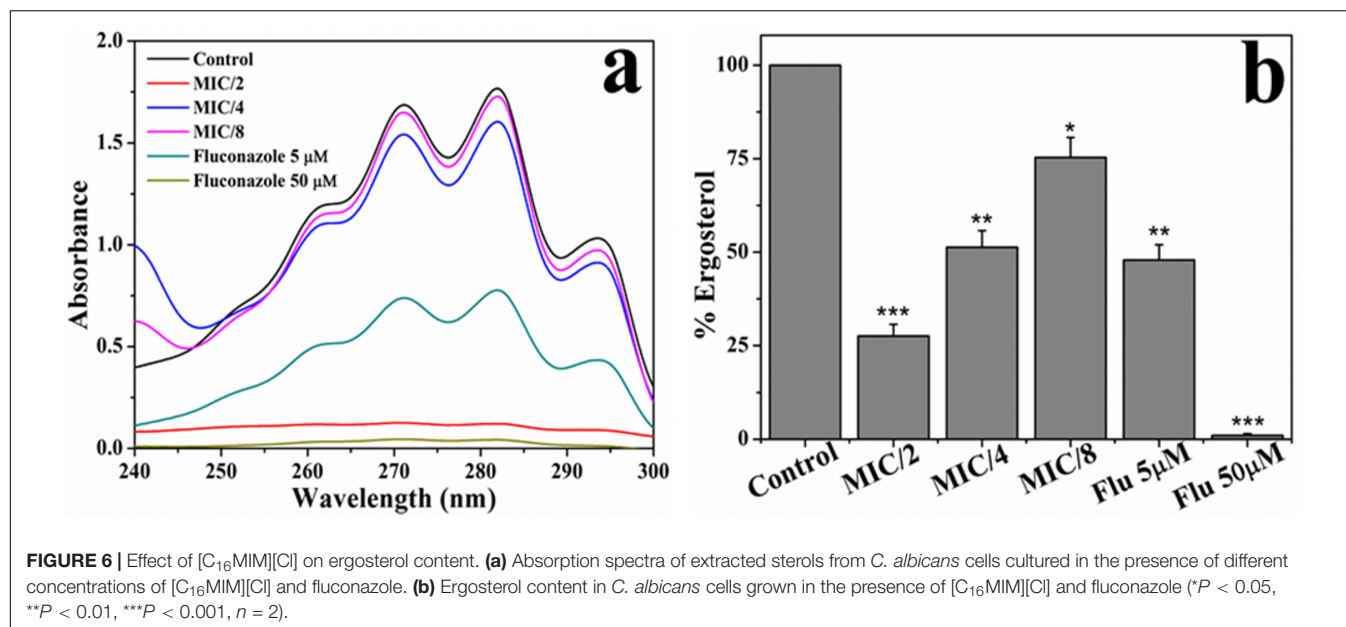 a
2.0
1.5
1.0
0.5
0.0
Absorbance
Control
MIC/2
MIC/4
MIC/8
Fluconazole 5 μM
Fluconazole 50 μM
240 250 260 270 280 290 300
Wavelength (nm)
b
100
75
50
25
0
% Ergosterol
***
**
*
**
***
Control MIC/2 MIC/4 MIC/8 Flu 5μM Flu 50μM
FIGURE 6 | Effect of [C₁₆MIM][Cl] on ergosterol content. (a) Absorption spectra of extracted sterols from C. albicans cells cultured in the presence of different
concentrations of [C₁₆MIM][Cl] and fluconazole. (b) Ergosterol content in C. albicans cells grown in the presence of [C₁₆MIM][Cl] and fluconazole (*P < 0.05,
**P < 0.01, ***P < 0.001, n = 2).